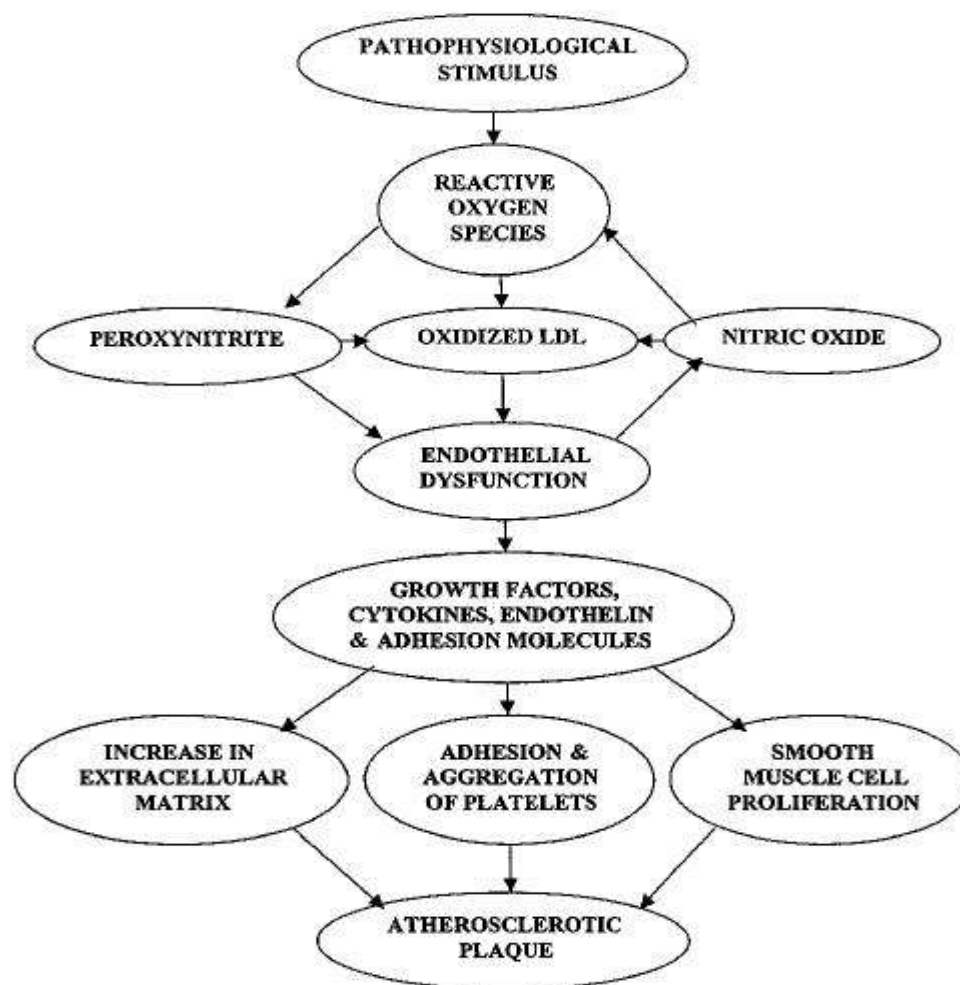 PATHOPHYSIOLOGICAL
STIMULUS
REACTIVE
OXYGEN
SPECIES
PEROXYNITRITE
OXIDIZED LDL
NITRIC OXIDE
ENDOTHELIAL
DYSFUNCTION
GROWTH FACTORS,
CYTOKINES, ENDOTHELIN
& ADHESION MOLECULES
INCREASE IN
EXTRACELLULAR
MATRIX
ADHESION &
AGGREGATION
OF PLATELETS
SMOOTH
MUSCLE CELL
PROLIFERATION
ATHEROSCLEROTIC
PLAQUE